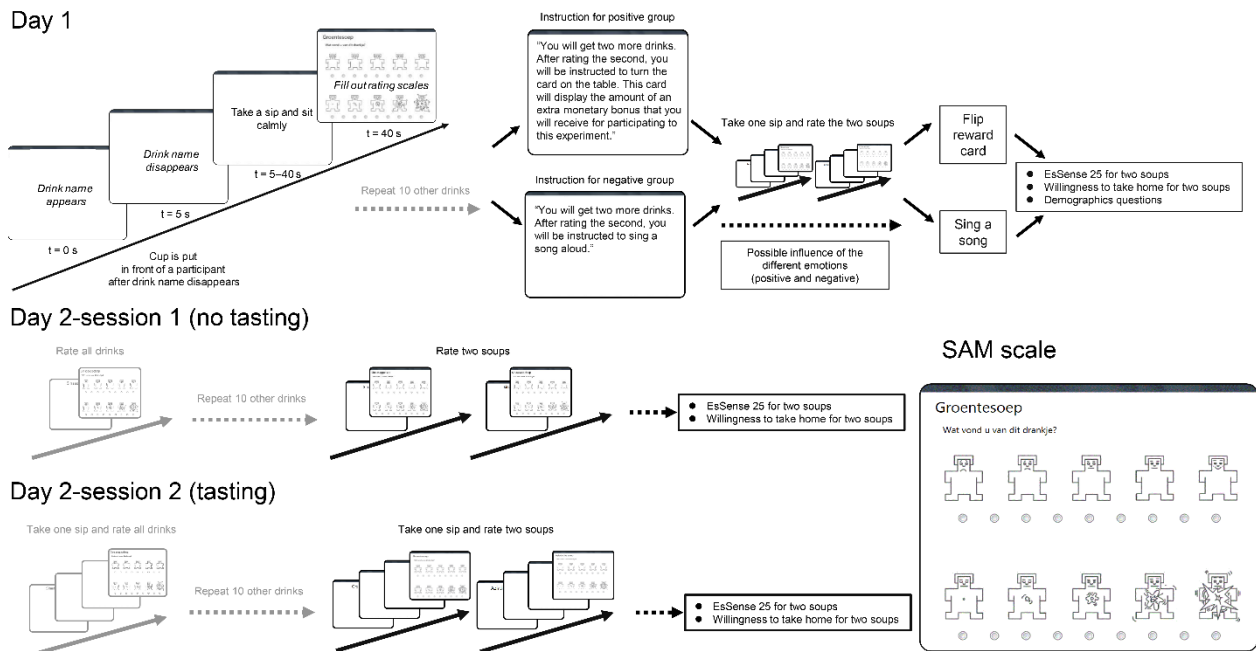 Day 1
Drink name
appears
t = 0 s
Drink name
disappears
t = 5 s
Take a sip and sit
calmly
t = 5–40 s
Groentesoep
Fill out rating scales
t = 40 s
Cup is put
in front of a participant
after drink name disappears
Repeat 10 other drinks
Instruction for positive group
"You will get two more drinks.
After rating the second, you
will be instructed to turn the
card on the table. This card
will display the amount of an
extra monetary bonus that you
will receive for participating to
this experiment."
Instruction for negative group
"You will get two more drinks.
After rating the second, you
will be instructed to sing a
song aloud."
Take one sip and rate the two soups
Possible influence of the
different emotions
(positive and negative)
Flip
reward
card
Sing a
song
● EsSense 25 for two soups
● Willingness to take home for two soups
● Demographics questions
Day 2-session 1 (no tasting)
Rate all drinks
Repeat 10 other drinks
Rate two soups
● EsSense 25 for two soups
● Willingness to take home for two soups
Day 2-session 2 (tasting)
Take one sip and rate all drinks
Repeat 10 other drinks
Take one sip and rate two soups
● EsSense 25 for two soups
● Willingness to take home for two soups
SAM scale
Groentesoep
Wat vond u van dit drankje?